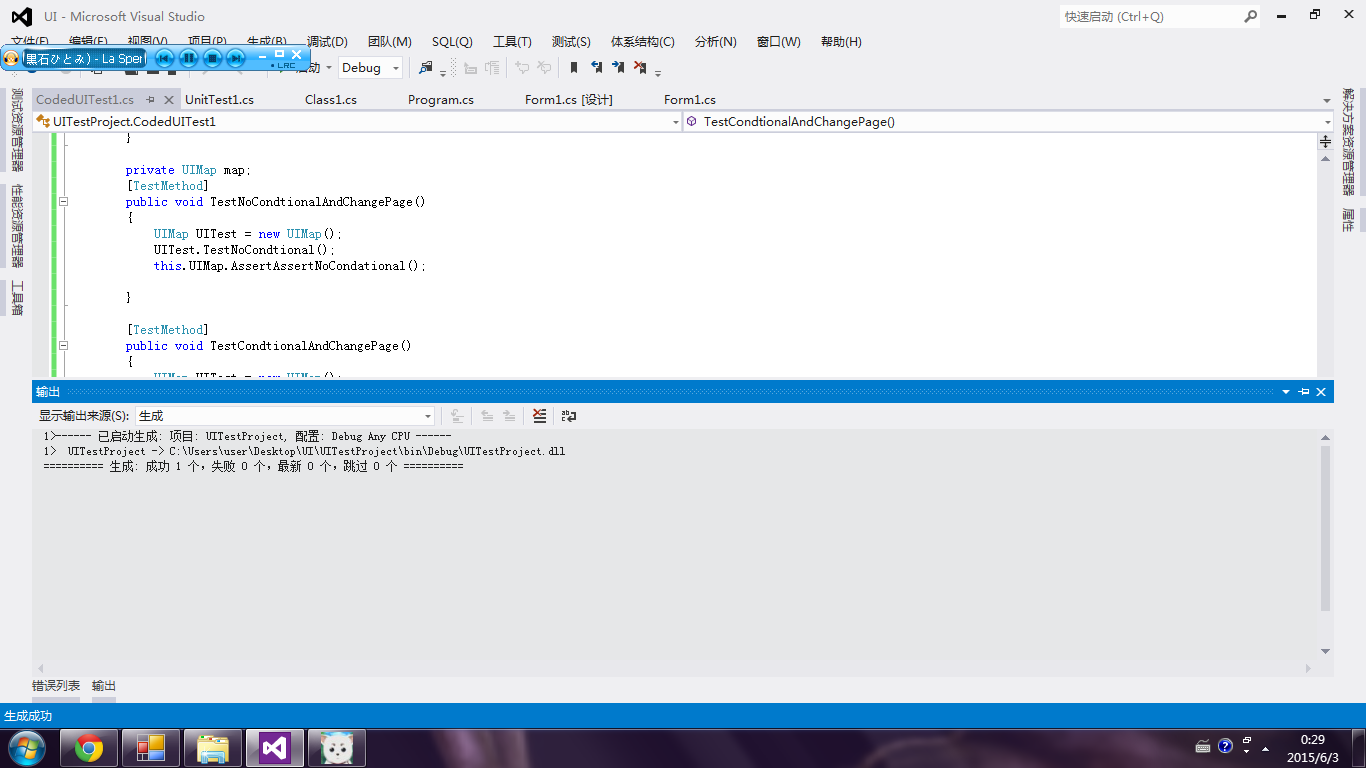 UI - Microsoft Visual Studio
快速启动 (Ctrl+Q)
文件(F) 编辑(E) 视图(V) 项目(P) 生成(B) 调试(D) 团队(M) SQL(Q) 工具(T) 测试(S) 体系结构(C) 分析(N) 窗口(W) 帮助(H)
黒石ひとみ) - La Sper
LRC
启动 Debug
CodedUITest1.cs UnitTest1.cs Class1.cs Program.cs Form1.cs [设计] Form1.cs
UITestProject.CodedUITest1 TestCondtionalAndChangePage()
测试资源管理器
性能资源管理器
工具箱
解决方案资源管理器
属性
}
private UIMap map;
[TestMethod]
public void TestNoCondtionalAndChangePage()
{
UIMap UITest = new UIMap();
UITest.TestNoCondtional();
this.UIMap.AssertAssertNoCondational();
}
[TestMethod]
public void TestCondtionalAndChangePage()
{
UIMap UITest = new UIMap();
输出
显示输出来源(S): 生成
1>------ 已启动生成: 项目: UITestProject, 配置: Debug Any CPU ------
1> UITestProject -> C:\Users\user\Desktop\UI\UITestProject\bin\Debug\UITestProject.dll
========== 生成: 成功 1 个，失败 0 个，最新 0 个，跳过 0 个 ==========
错误列表 输出
生成成功
0:29
2015/6/3